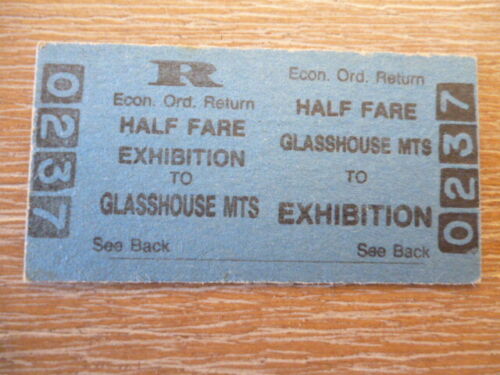 0237
R
Econ. Ord. Return
HALF FARE
EXHIBITION
TO
GLASSHOUSE MTS
See Back
Econ. Ord. Return
HALF FARE
GLASSHOUSE MTS
TO
EXHIBITION
See Back
0237